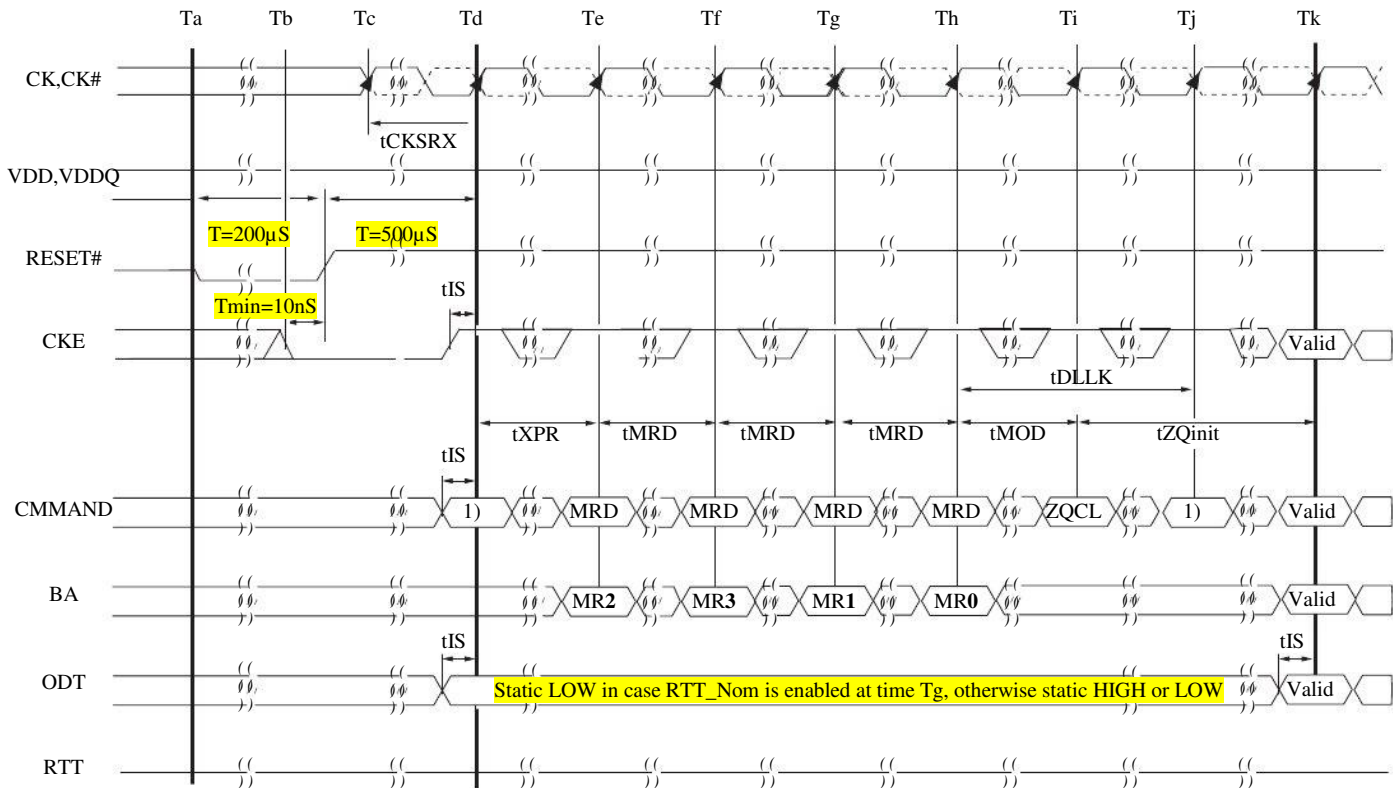 Ta Tb Tc Td Te Tf Tg Th Ti Tj Tk
CK,CK#
tCKSRX
VDD,VDDQ
T=200µS T=500µS
RESET#
Tmin=10nS tIS
CKE Valid
tDLLK
tXPR tMRD tMRD tMRD tMOD tZQinit
tIS
CMMAND 1) MRD MRD MRD MRD ZQCL 1) Valid
BA MR2 MR3 MR1 MR0 Valid
tIS tIS
ODT Static LOW in case RTT_Nom is enabled at time Tg, otherwise static HIGH or LOW Valid
RTT